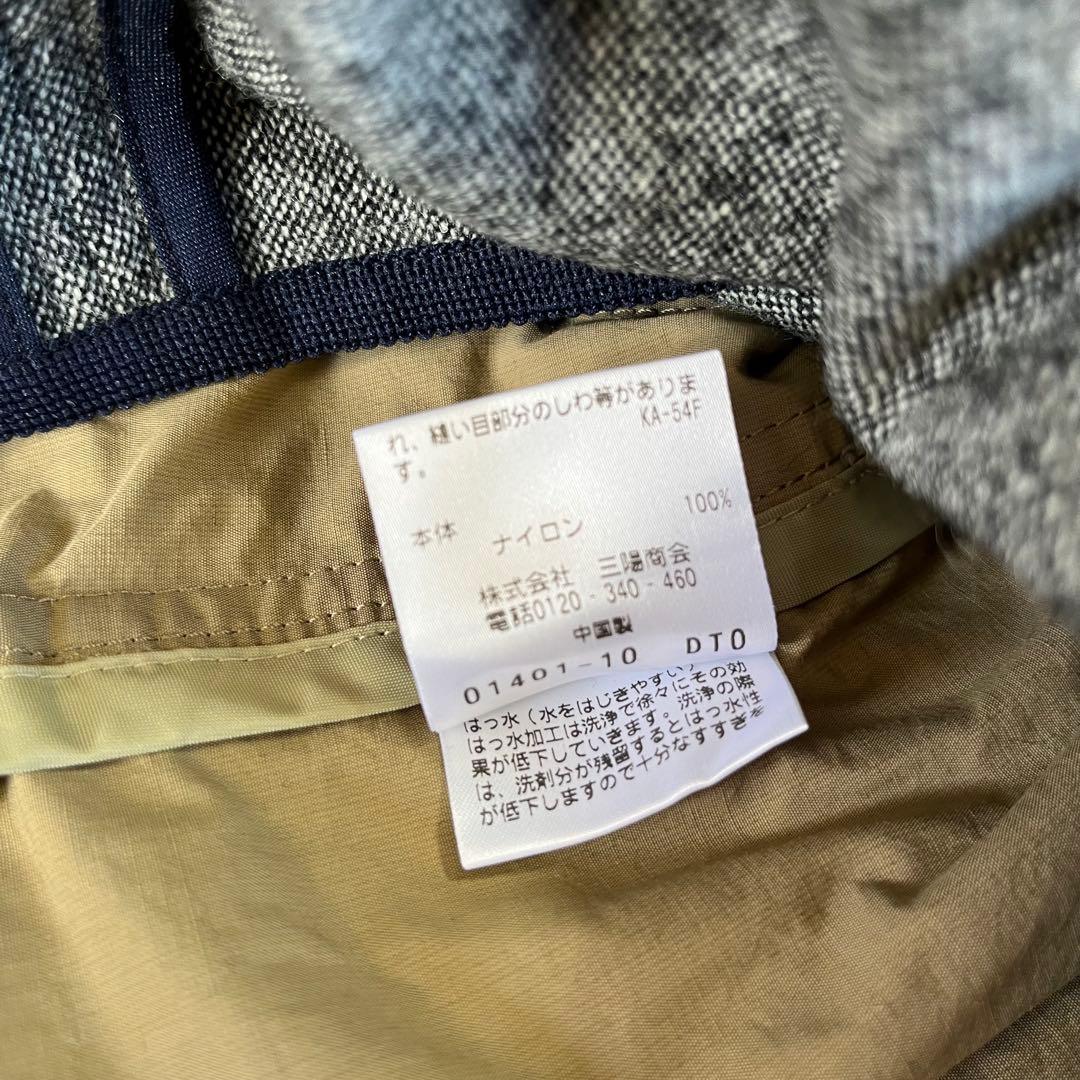 れ、縫い目部分のしわ等がありま
す。
KA-54F
本体 ナイロン 100%
株式会社 三陽商会
電話0120-340-460
中国製
01401-10 DT0
はっ水(水をはじきやすい)
はっ水加工は洗浄で徐々にその効
果が低下していきます。洗浄の際
は、洗剤分が残留するとはっ水性
が低下しますので十分なすすぎを